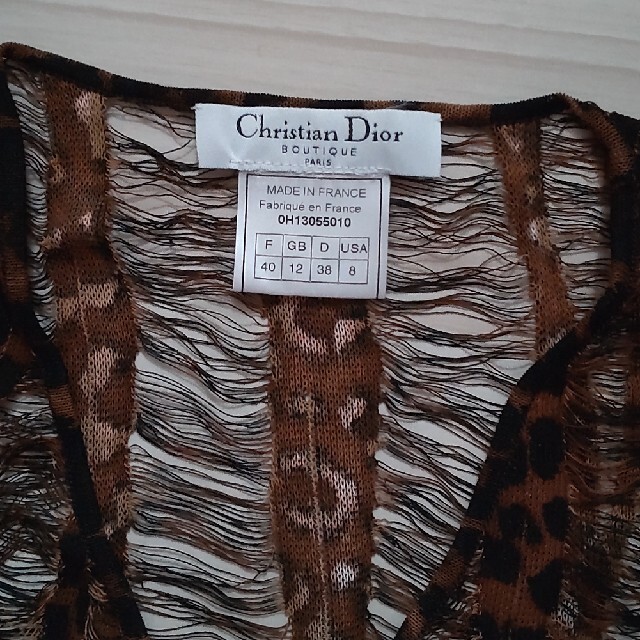 Christian Dior
BOUTIQUE
PARIS
MADE IN FRANCE
Fabriqué en France
0H13055010
F GB D USA
40 12 38 8